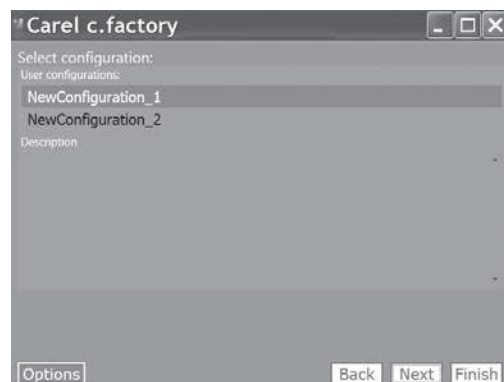 Carel c.factory
Select configuration:
User configurations:
NewConfiguration_1
NewConfiguration_2
Description
Options
Back Next Finish